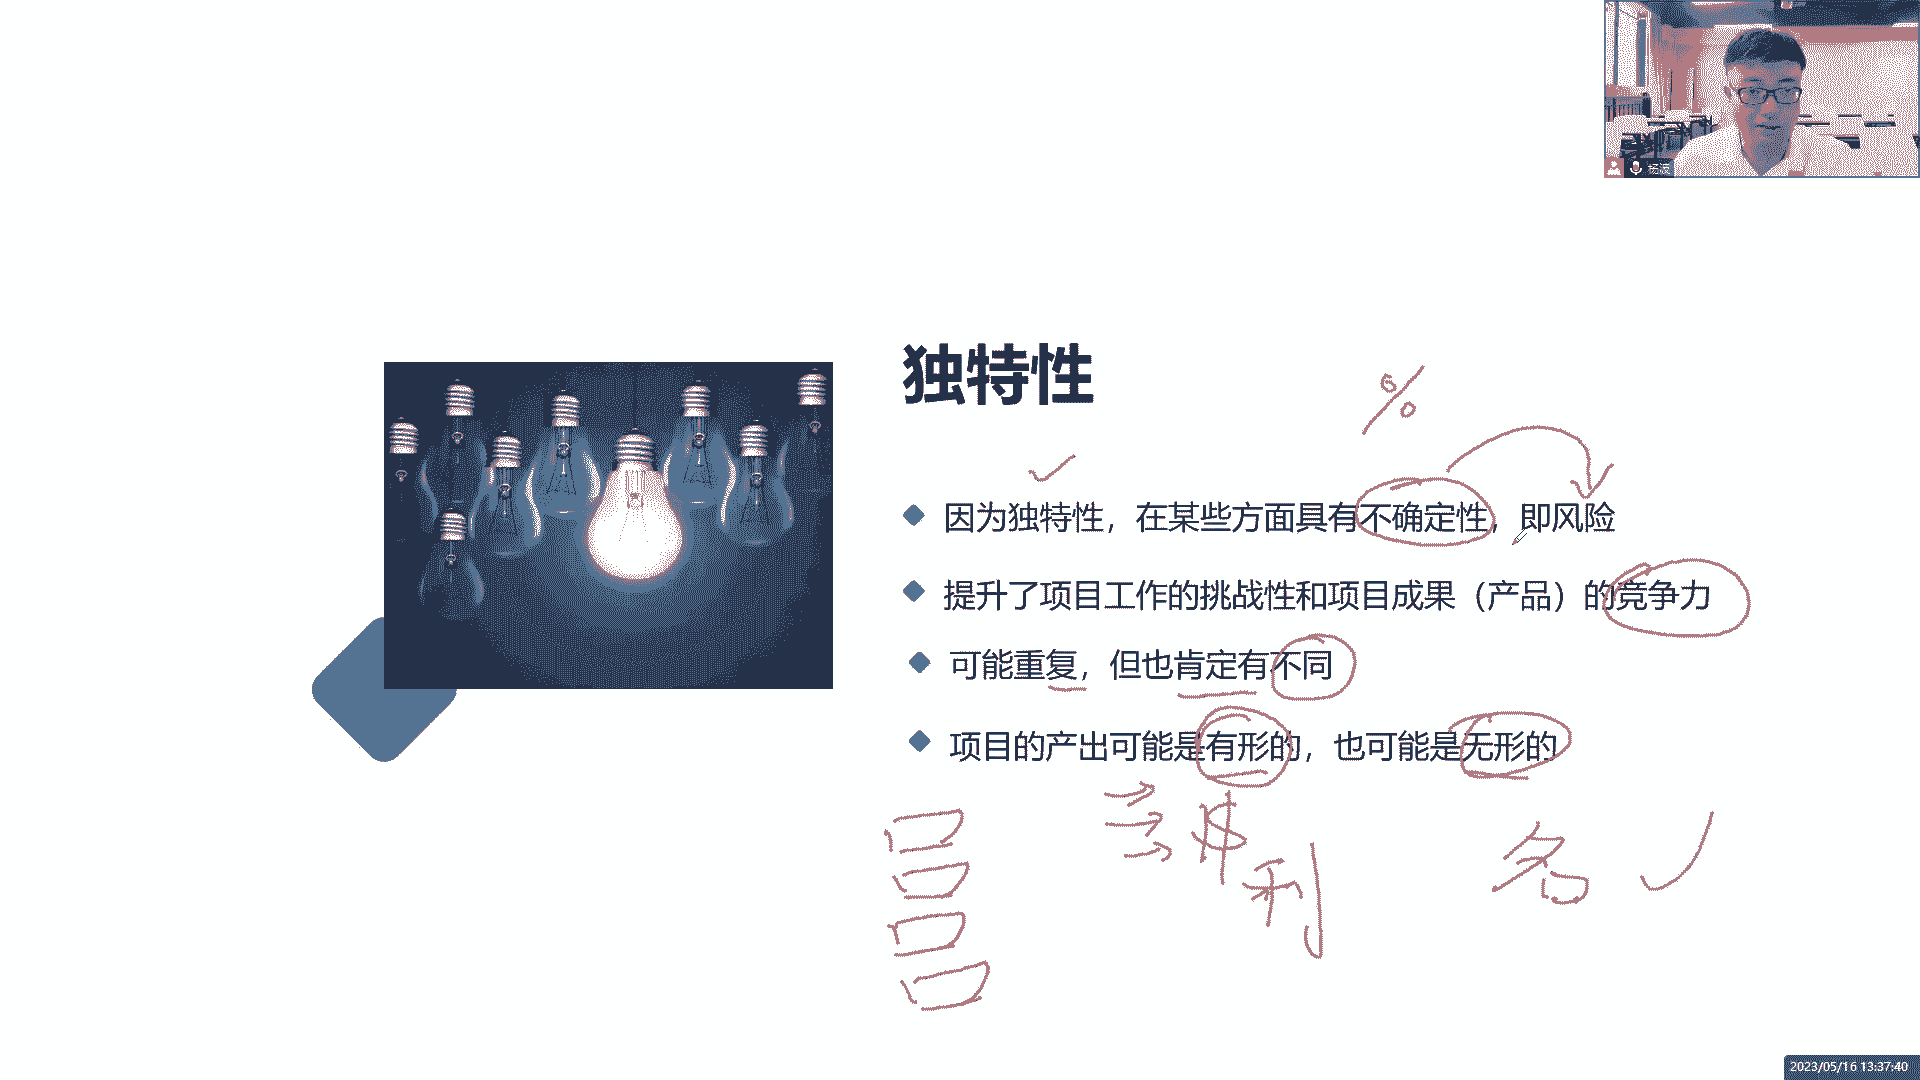 杨波
独特性
%
因为独特性，在某些方面具有不确定性，即风险
提升了项目工作的挑战性和项目成果（产品）的竞争力
可能重复，但也肯定有不同
项目的产出可能是有形的，也可能是无形的
利
名
2023/05/16 13:37:40